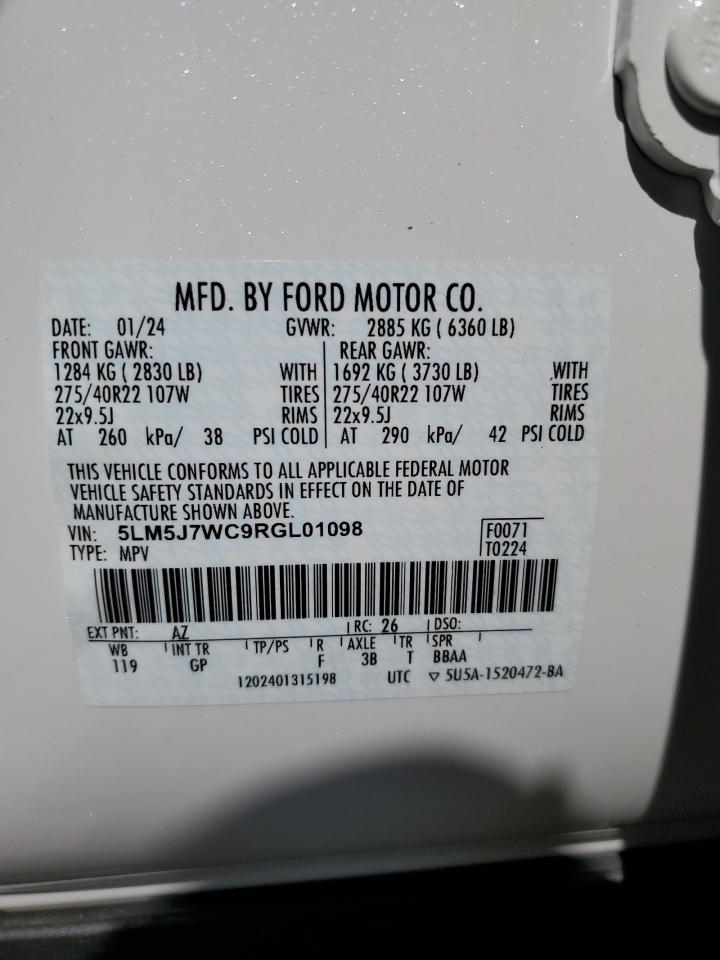 MFD. BY FORD MOTOR CO.
DATE: 01/24 GVWR: 2885 KG ( 6360 LB)
FRONT GAWR: REAR GAWR:
1284 KG ( 2830 LB) WITH 1692 KG ( 3730 LB) WITH
275/40R22 107W TIRES 275/40R22 107W TIRES
22x9.5J RIMS 22x9.5J RIMS
AT 260 kPa/ 38 PSI COLD AT 290 kPa/ 42 PSI COLD
THIS VEHICLE CONFORMS TO ALL APPLICABLE FEDERAL MOTOR
VEHICLE SAFETY STANDARDS IN EFFECT ON THE DATE OF
MANUFACTURE SHOWN ABOVE.
VIN: 5LM5J7WC9RGL01098 F0071
TYPE: MPV T0224
EXT PNT: AZ RC: 26 DSO:
WB INT TR TP/PS R AXLE TR SPR
119 GP F 3B T BBAA
1202401315198 UTC ▽ 5U5A-1520472-BA